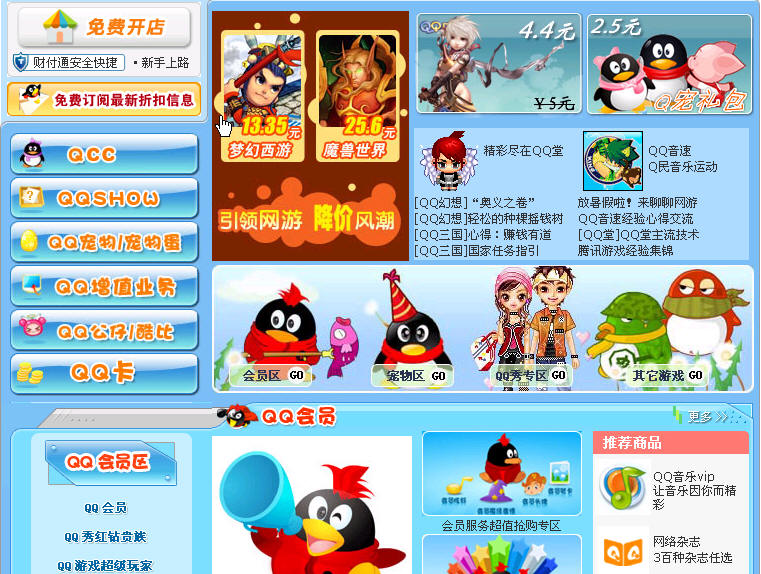 免费开店
财付通安全快捷 • 新手上路
免费订阅最新折扣信息
QCC
QQSHOW
QQ宠物/宠物蛋
QQ增值业务
QQ公仔/酷比
QQ卡
13.35元
梦幻西游
25.6元
魔兽世界
引领网游 降价风潮
4.4元
￥5元
2.5元
Q宠礼包
精彩尽在QQ堂
QQ音速
Q民音乐运动
[QQ幻想]“奥义之卷”
[QQ幻想]轻松的种棵摇钱树
[QQ三国]心得：赚钱有道
[QQ三国]国家任务指引
放暑假啦！来聊聊网游
QQ音速经验心得交流
[QQ堂]QQ堂主流技术
腾讯游戏经验集锦
会员区 GO
宠物区 GO
QQ秀专区 GO
其它游戏 GO
QQ会员
更多
QQ会员区
QQ 会员
QQ 秀红钻贵族
QQ 游戏超级玩家
会员服务超值抢购专区
推荐商品
QQ音乐vip
让音乐因你而精
彩
网络杂志
3百种杂志任选